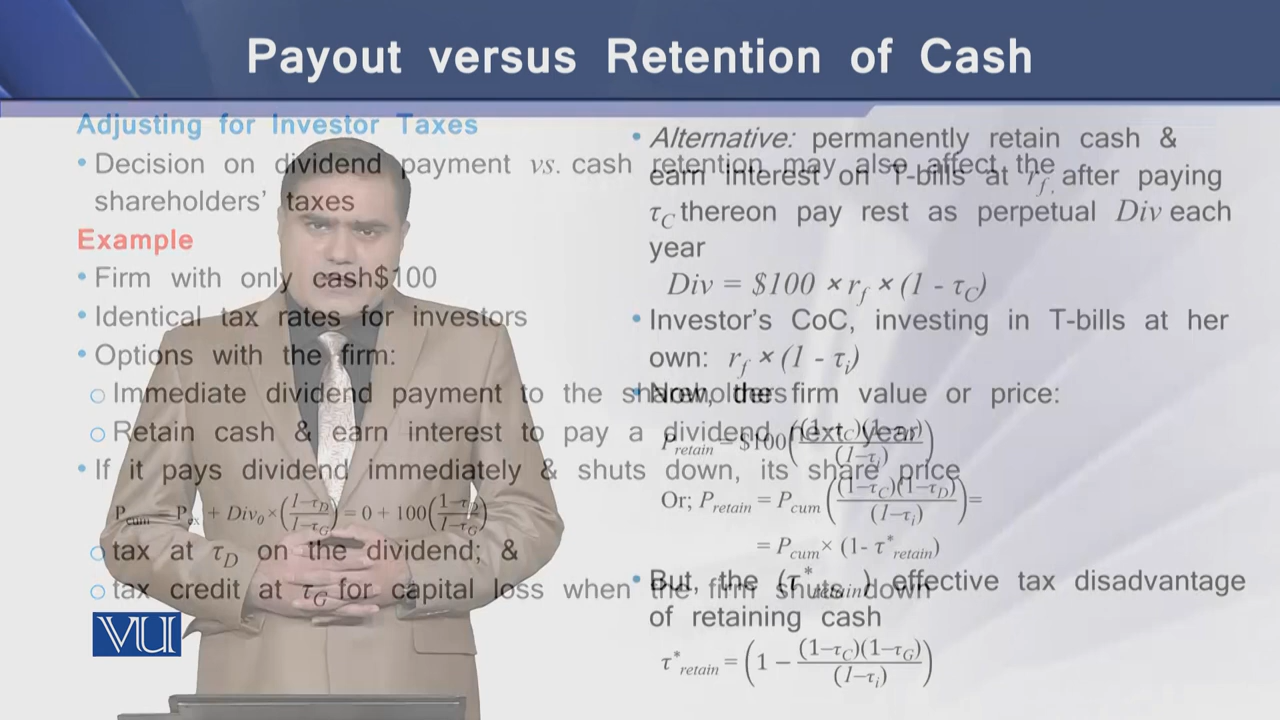 Payout versus Retention of Cash
Adjusting for Investor Taxes
• Decision on dividend payment vs. cash retention may also affect the
shareholders' taxes
Example
• Firm with only cash$100
• Identical tax rates for investors
• Options with the firm:
○ Immediate dividend payment to the shareholders
○ Retain cash & earn interest to pay a dividend next year
• If it pays dividend immediately & shuts down, its share price
P_cum = P_ex + Div_0 × ((1–τ_D)/(1–τ_G)) = 0 + 100((1–τ_D)/(1–τ_G))
○ tax at τ_D on the dividend; &
○ tax credit at τ_G for capital loss when the firm shuts down
VU
• Alternative: permanently retain cash &
earn interest on T-bills at r_f, after paying
τ_C thereon pay rest as perpetual Div each
year
Div = $100 × r_f × (1 - τ_C)
• Investor's CoC, investing in T-bills at her
own: r_f × (1 - τ_i)
• Now, the firm value or price:
P_retain = $100(((1–τ_C)(1–τ_D))/(1–τ_i))
Or; P_retain = P_cum (((1–τ_C)(1–τ_D))/(1–τ_i)) =
= P_cum × (1- τ*_retain)
• But, the (τ*_retain) effective tax disadvantage
of retaining cash
τ*_retain = (1 – ((1–τ_C)(1–τ_G))/(1–τ_i))